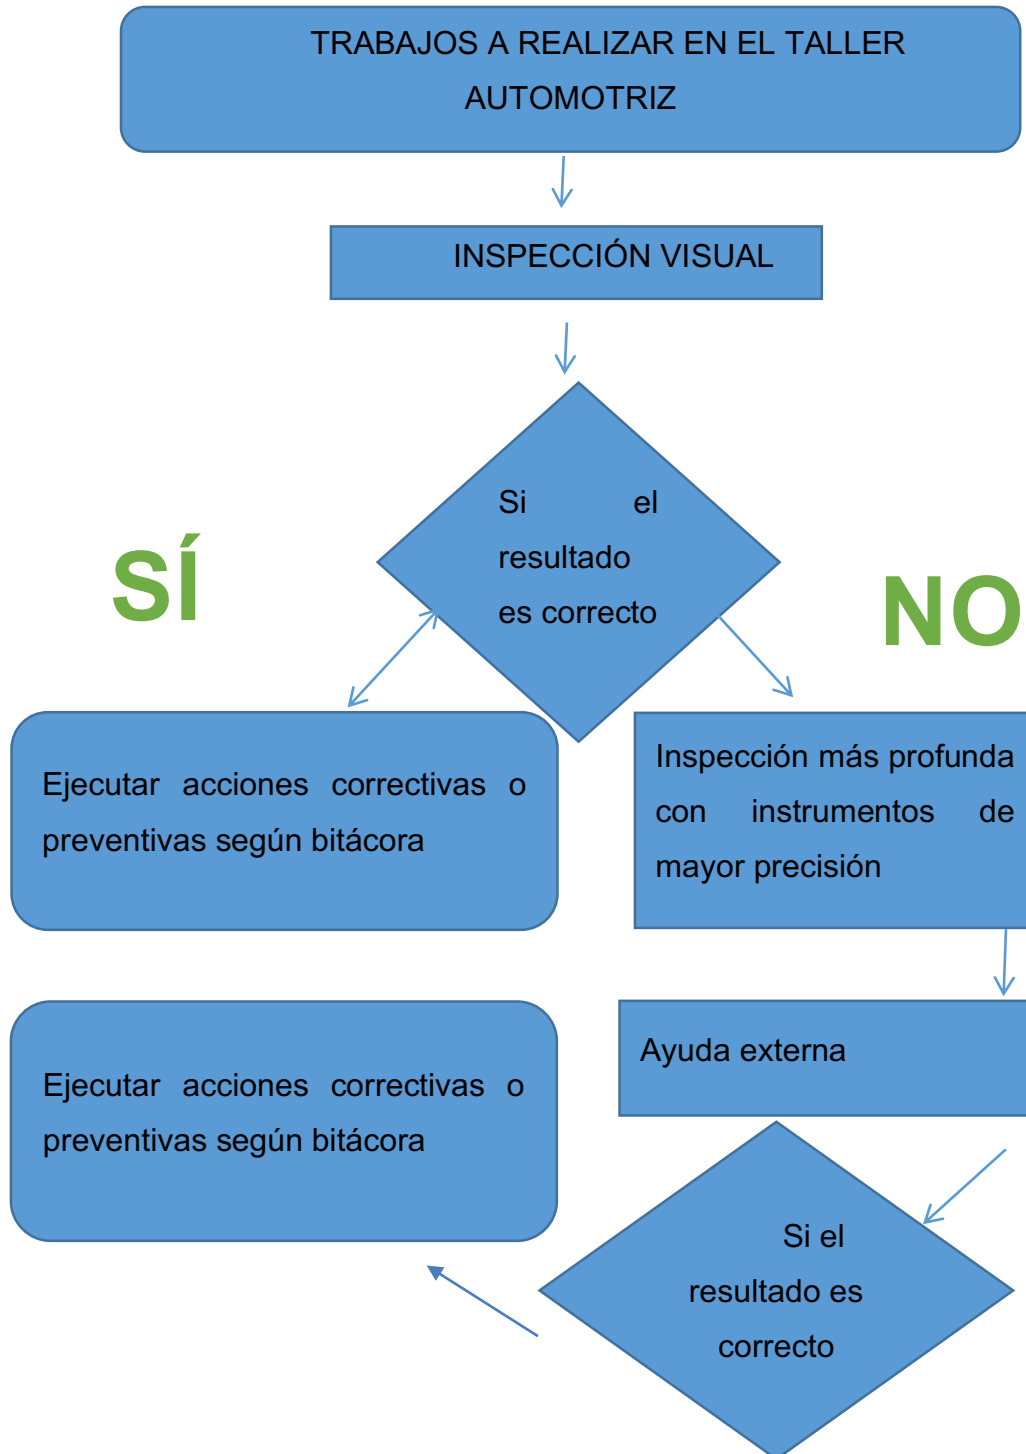 TRABAJOS A REALIZAR EN EL TALLER
AUTOMOTRIZ
INSPECCIÓN VISUAL
Si el
resultado
es correcto
SÍ
NO
Ejecutar acciones correctivas o
preventivas según bitácora
Inspección más profunda
con instrumentos de
mayor precisión
Ejecutar acciones correctivas o
preventivas según bitácora
Ayuda externa
Si el
resultado es
correcto